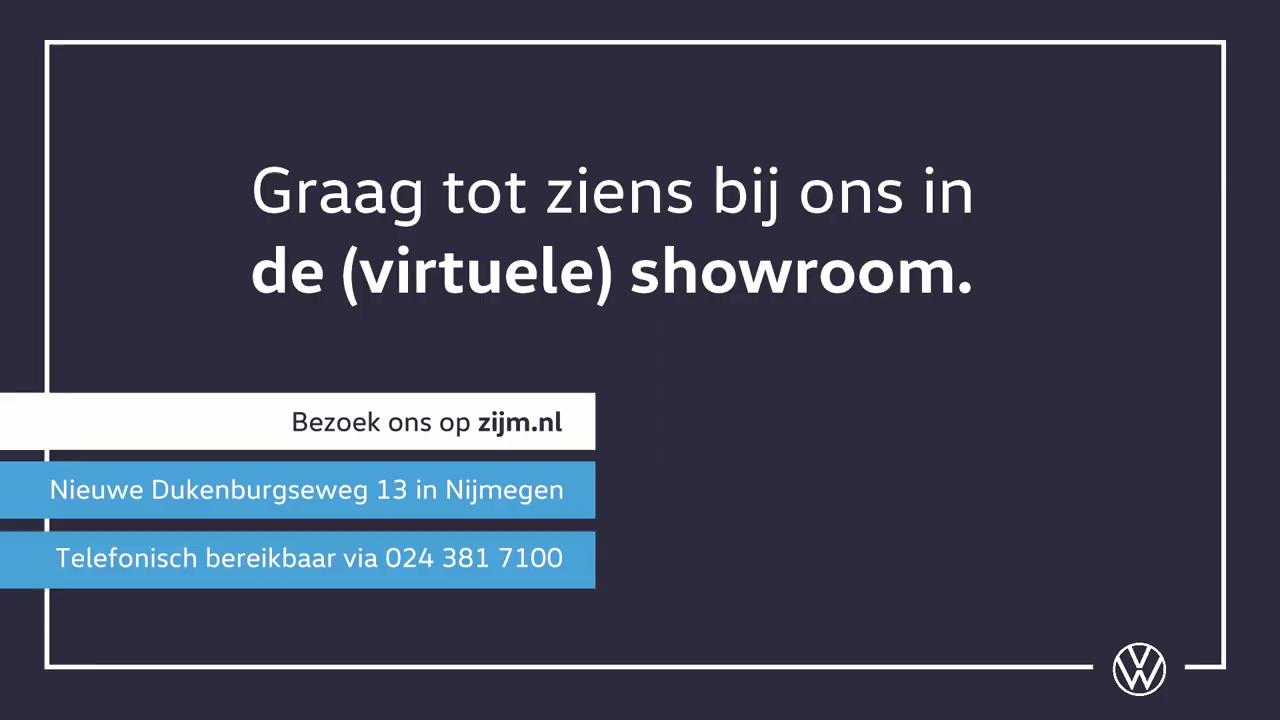 Graag tot ziens bij ons in
de (virtuele) showroom.
Bezoek ons op zijm.nl
Nieuwe Dukenburgseweg 13 in Nijmegen
Telefonisch bereikbaar via 024 381 7100